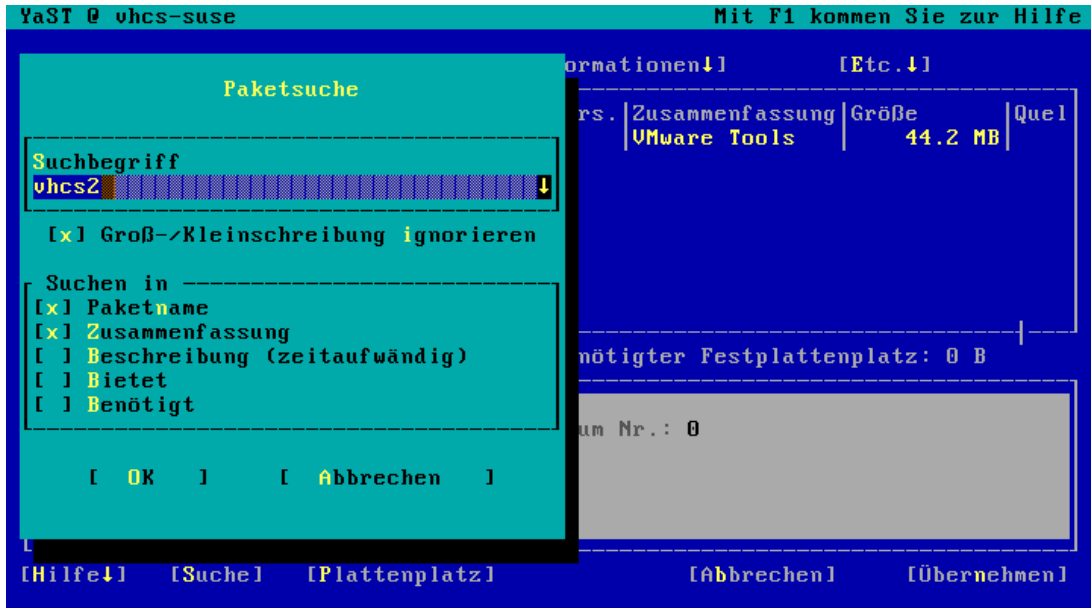 YaST @ vhcs-suse Mit F1 kommen Sie zur Hilfe
ormationen↓] [Etc.↓]
Paketsuche
rs. Zusammenfassung Größe Quel
VMware Tools 44.2 MB
Suchbegriff
vhcs2 ↓
[x] Groß-/Kleinschreibung ignorieren
Suchen in
[x] Paketname
[x] Zusammenfassung
[ ] Beschreibung (zeitaufwändig)
nötigter Festplattenplatz: 0 B
[ ] Bietet
[ ] Benötigt
um Nr.: 0
[ OK ] [ Abbrechen ]
[Hilfe↓] [Suche] [Plattenplatz] [Abbrechen] [Übernehmen]